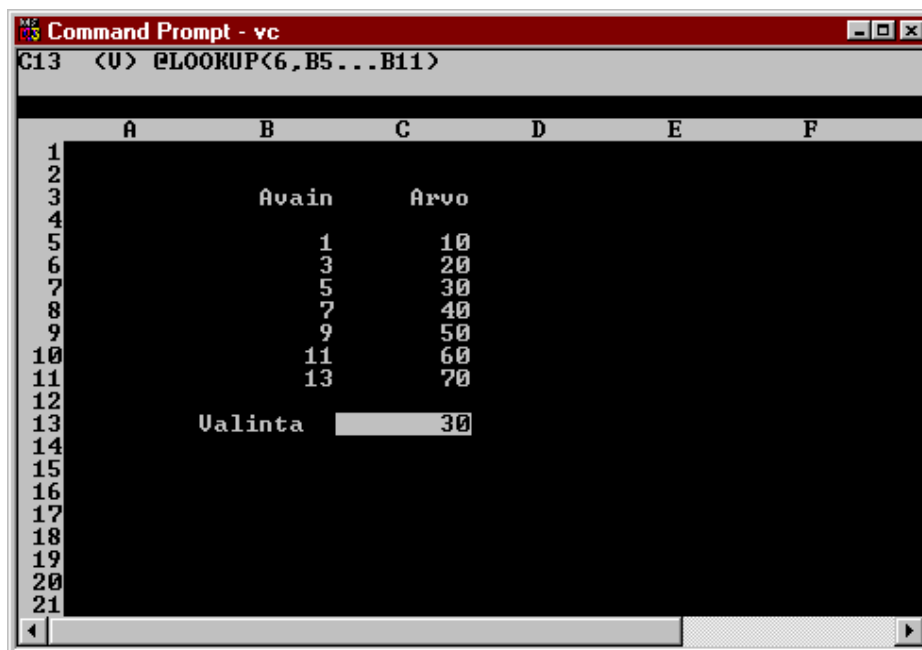 Command Prompt - vc
C13 (V) @LOOKUP(6,B5...B11)
A B C D E F
1
2
3 Avain Arvo
4
5 1 10
6 3 20
7 5 30
8 7 40
9 9 50
10 11 60
11 13 70
12
13 Valinta 30
14
15
16
17
18
19
20
21